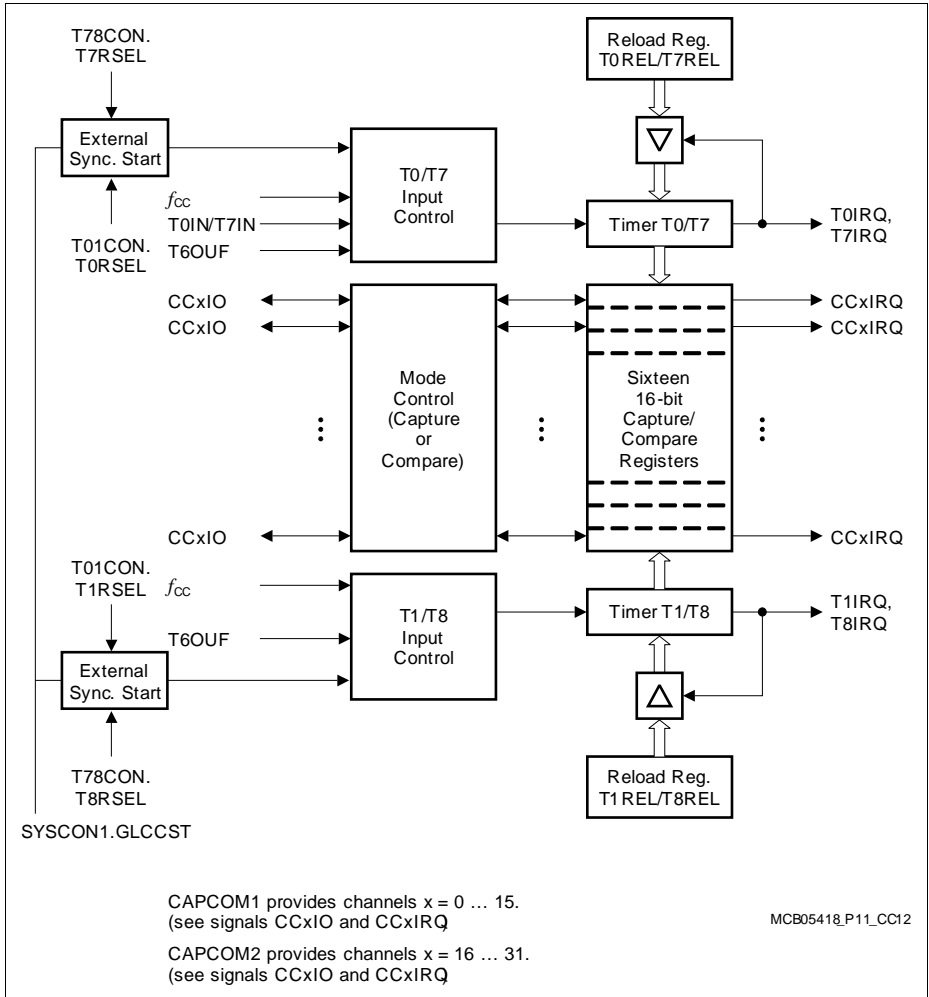 T78CON.
T7RSEL
Reload Reg.
T0REL/T7REL
External
Sync. Start
T0/T7
Input
Control
fCC
T0IN/T7IN
T6OUF
Timer T0/T7
T0IRQ,
T7IRQ
T01CON.
T0RSEL
CCxIO
CCxIRQ
CCxIO
CCxIRQ
Mode
Control
(Capture
or
Compare)
Sixteen
16-bit
Capture/
Compare
Registers
CCxIO
CCxIRQ
T01CON.
T1RSEL
fCC
T6OUF
T1/T8
Input
Control
Timer T1/T8
T1IRQ,
T8IRQ
External
Sync. Start
T78CON.
T8RSEL
Reload Reg.
T1REL/T8REL
SYSCON1.GLCCST
CAPCOM1 provides channels x = 0 … 15.
(see signals CCxIO and CCxIRQ)
MCB05418_P11_CC12
CAPCOM2 provides channels x = 16 … 31.
(see signals CCxIO and CCxIRQ)